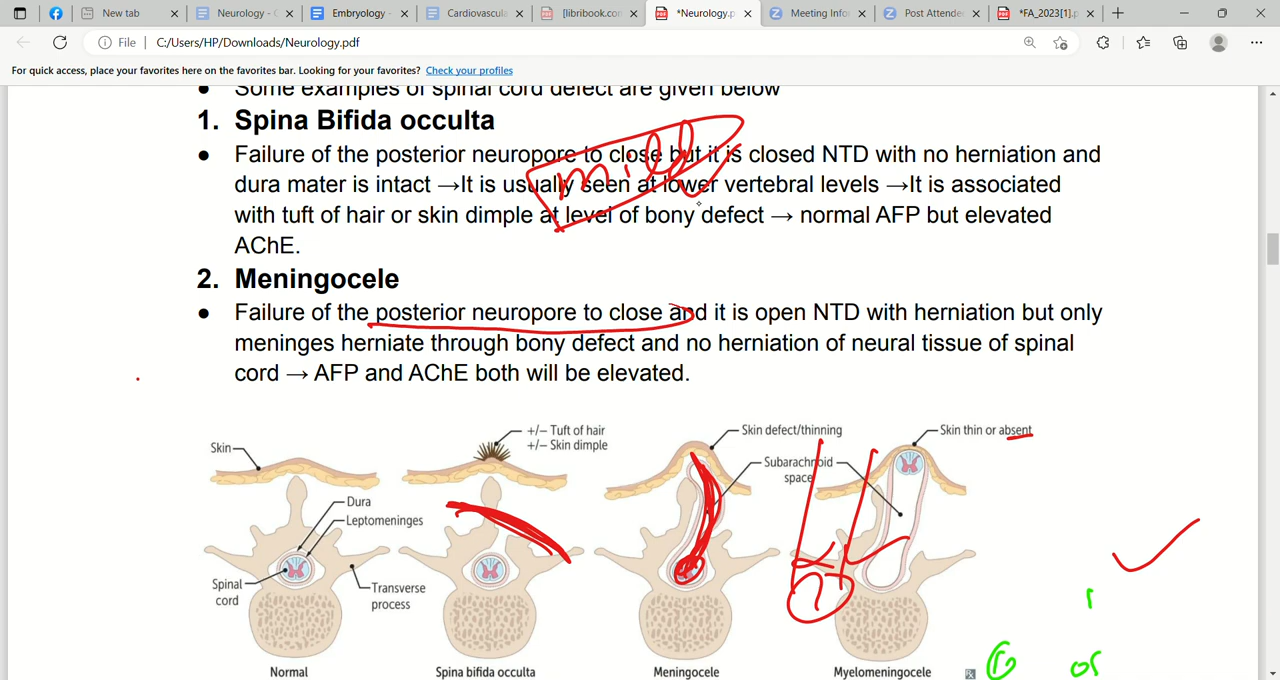 New tab
Neurology - G
Embryology -
Cardiovascula
[libribook.com
*Neurology.p
Meeting Infor
Post Attende
*FA_2023[1].p
File C:/Users/HP/Downloads/Neurology.pdf
For quick access, place your favorites here on the favorites bar. Looking for your favorites? Check your profiles
● Some examples of spinal cord defect are given below
1. Spina Bifida occulta
● Failure of the posterior neuropore to close but it is closed NTD with no herniation and
dura mater is intact →It is usually seen at lower vertebral levels →It is associated
with tuft of hair or skin dimple at level of bony defect → normal AFP but elevated
AChE.
mild
2. Meningocele
● Failure of the posterior neuropore to close and it is open NTD with herniation but only
meninges herniate through bony defect and no herniation of neural tissue of spinal
cord → AFP and AChE both will be elevated.
Skin
+/– Tuft of hair
+/– Skin dimple
Skin defect/thinning
Skin thin or absent
Subarachnoid
space
Dura
Leptomeninges
Spinal
cord
Transverse
process
Normal
Spina bifida occulta
Meningocele
Myelomeningocele
or